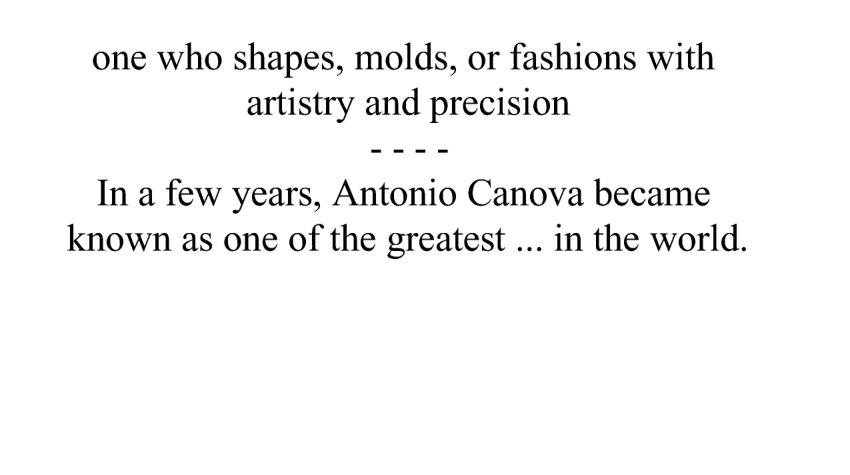 one who shapes, molds, or fashions with
artistry and precision
- - - -
In a few years, Antonio Canova became
known as one of the greatest ... in the world.